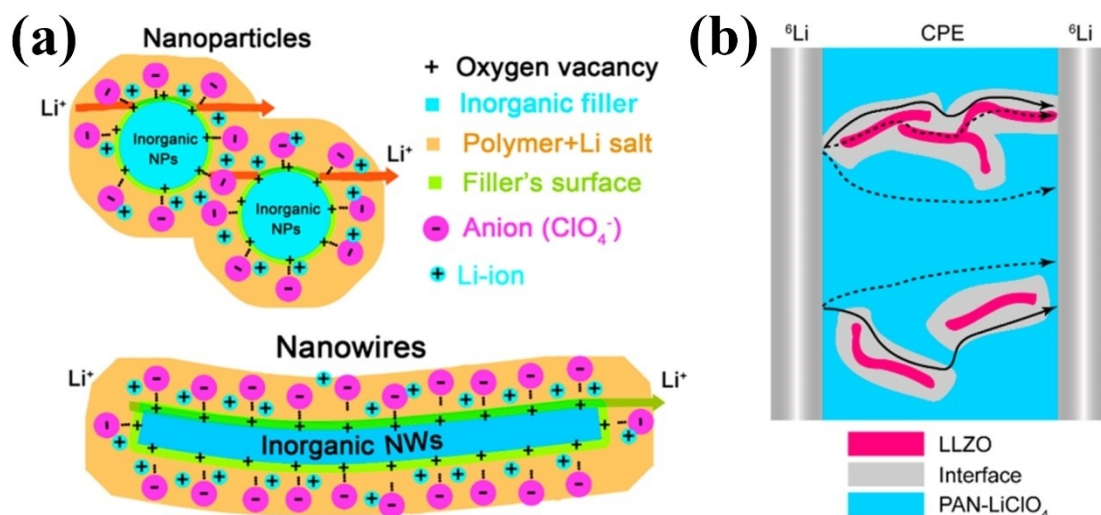 (a)
Nanoparticles
Li⁺
Inorganic
NPs
Inorganic
NPs
Li⁺
+ Oxygen vacancy
Inorganic filler
Polymer+Li salt
Filler's surface
Anion (ClO₄⁻)
Li-ion
Nanowires
Li⁺
Li⁺
Inorganic NWs
(b)
⁶Li
CPE
⁶Li
LLZO
Interface
PAN-LiClO₄